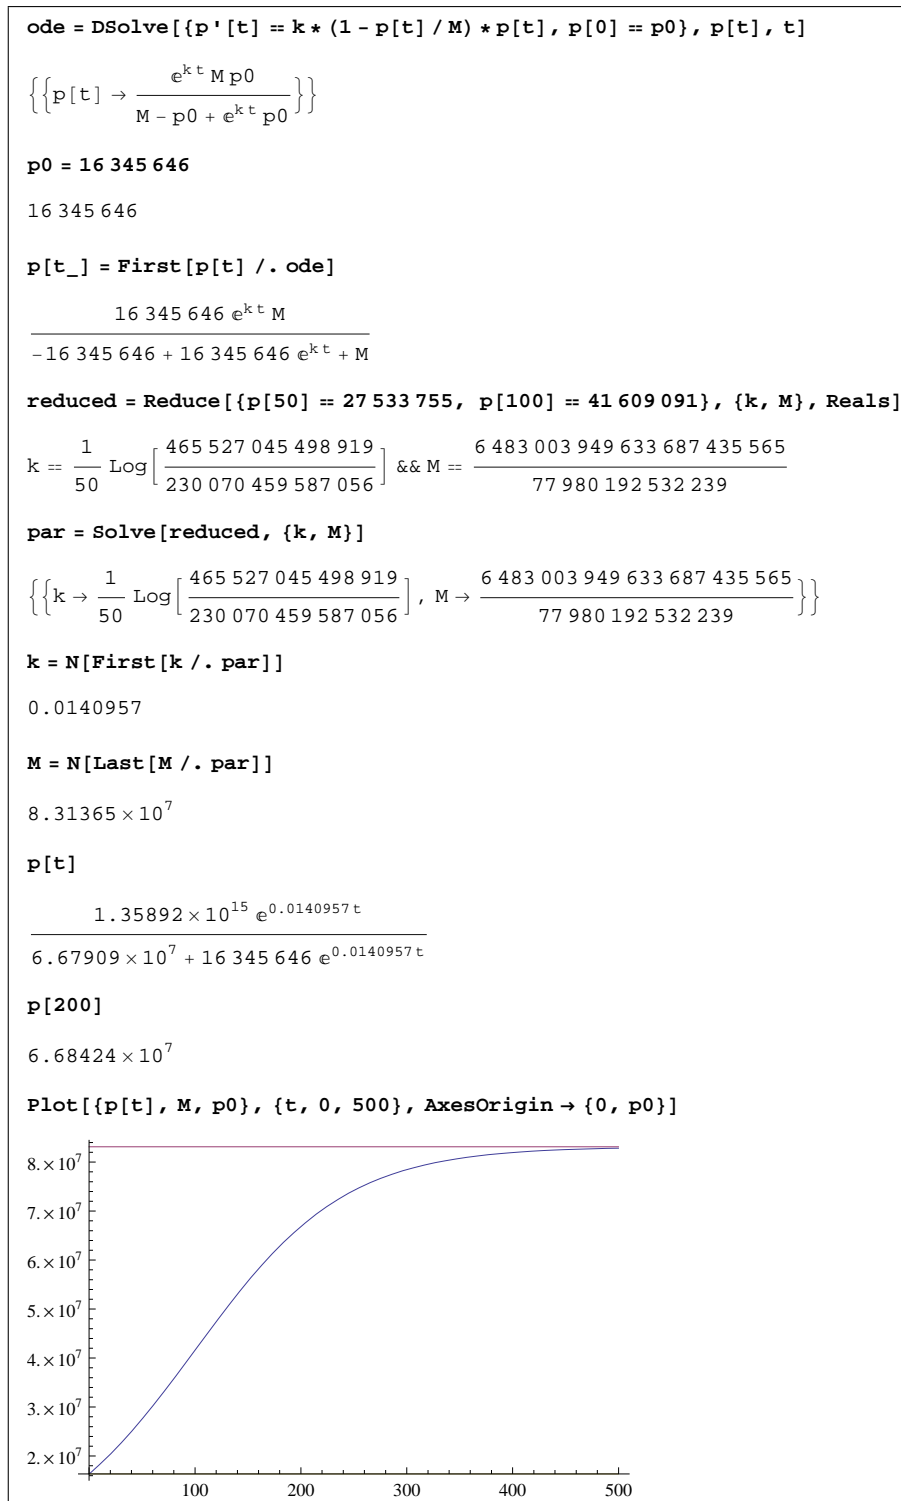 ode = DSolve[{p'[t] == k * (1 - p[t] / M) * p[t], p[0] == p0}, p[t], t]
{{p[t] → (ⅇ^(k t) M p0)/(M - p0 + ⅇ^(k t) p0)}}
p0 = 16 345 646
16 345 646
p[t_] = First[p[t] /. ode]
(16 345 646 ⅇ^(k t) M)/(-16 345 646 + 16 345 646 ⅇ^(k t) + M)
reduced = Reduce[{p[50] == 27 533 755, p[100] == 41 609 091}, {k, M}, Reals]
k == 1/50 Log[465 527 045 498 919/230 070 459 587 056] && M == 6 483 003 949 633 687 435 565/77 980 192 532 239
par = Solve[reduced, {k, M}]
{{k → 1/50 Log[465 527 045 498 919/230 070 459 587 056], M → 6 483 003 949 633 687 435 565/77 980 192 532 239}}
k = N[First[k /. par]]
0.0140957
M = N[Last[M /. par]]
8.31365 × 10^7
p[t]
(1.35892 × 10^15 ⅇ^(0.0140957 t))/(6.67909 × 10^7 + 16 345 646 ⅇ^(0.0140957 t))
p[200]
6.68424 × 10^7
Plot[{p[t], M, p0}, {t, 0, 500}, AxesOrigin → {0, p0}]
8. × 10^7
7. × 10^7
6. × 10^7
5. × 10^7
4. × 10^7
3. × 10^7
2. × 10^7
100 200 300 400 500